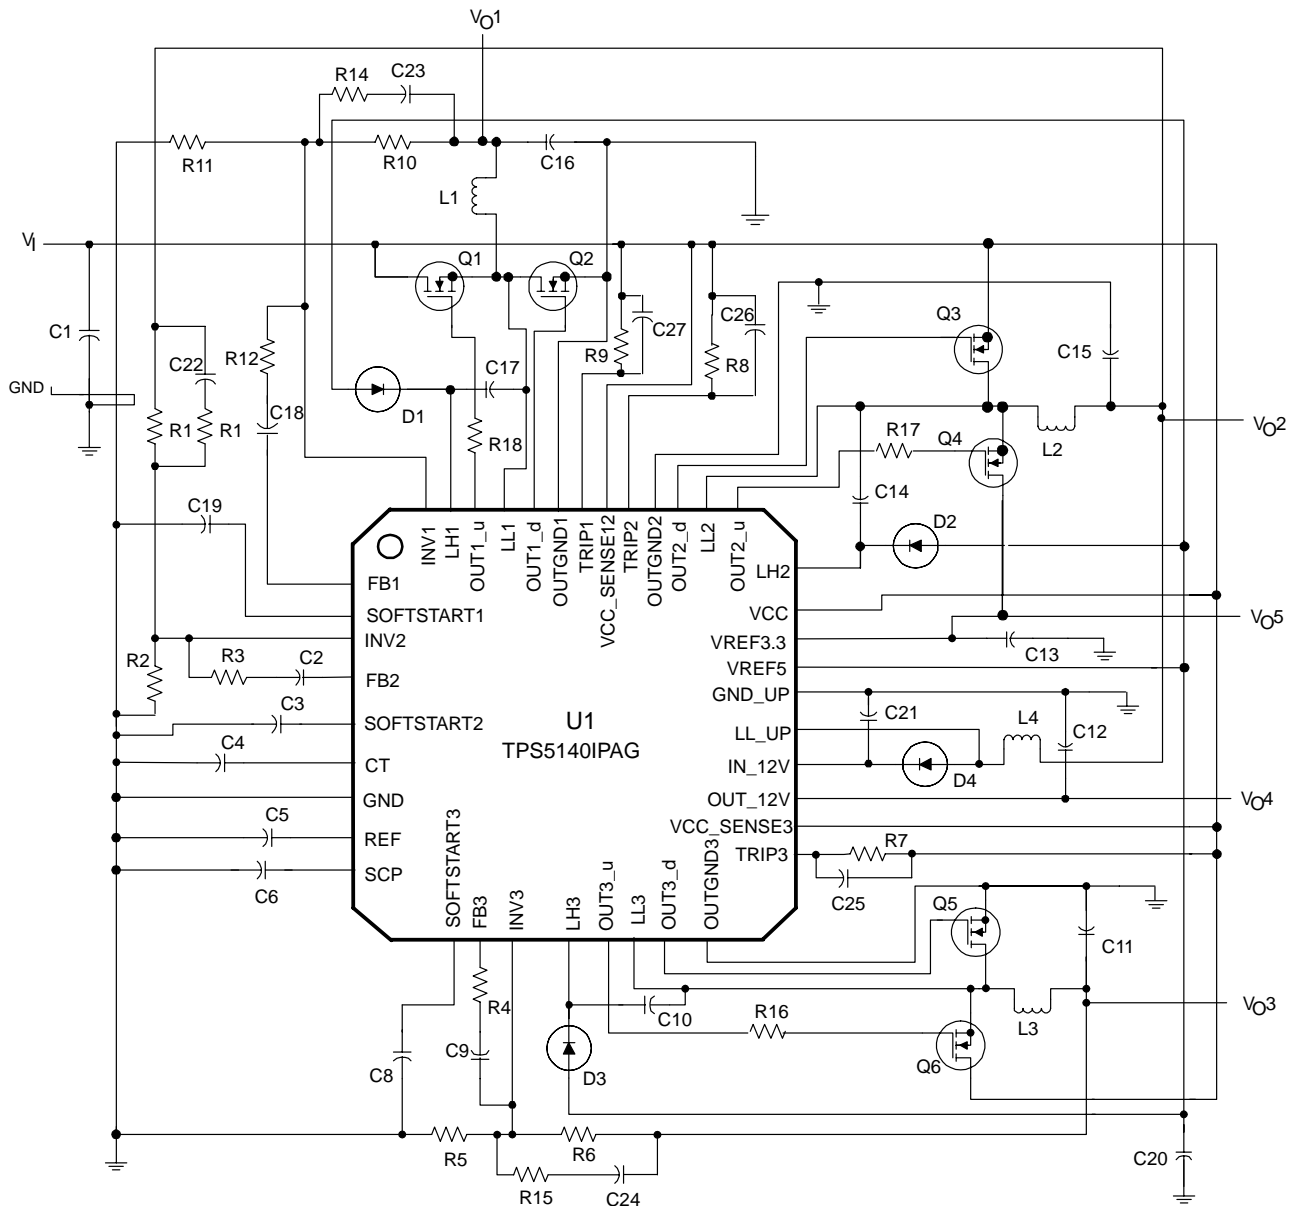 VO1
R14
C23
R11
R10
C16
L1
VI
Q1
Q2
C1
C22
R12
C27
C26
R9
R8
Q3
C15
C17
D1
GND
R1
R1
C18
R18
R17
Q4
L2
VO2
C19
C14
D2
INV1
LH1
OUT1_u
LL1
OUT1_d
OUTGND1
TRIP1
VCC_SENSE12
TRIP2
OUTGND2
OUT2_d
LL2
OUT2_u
FB1
LH2
SOFTSTART1
VCC
VO5
INV2
VREF3.3
C13
R2
R3
C2
FB2
VREF5
GND_UP
C3
SOFTSTART2
U1
TPS5140IPAG
LL_UP
C21
L4
C12
C4
CT
IN_12V
D4
GND
OUT_12V
VO4
C5
REF
VCC_SENSE3
C6
SCP
TRIP3
R7
C25
SOFTSTART3
FB3
INV3
LH3
OUT3_u
LL3
OUT3_d
OUTGND3
Q5
C11
R4
C10
R16
L3
VO3
C8
C9
D3
Q6
R5
R6
R15
C24
C20